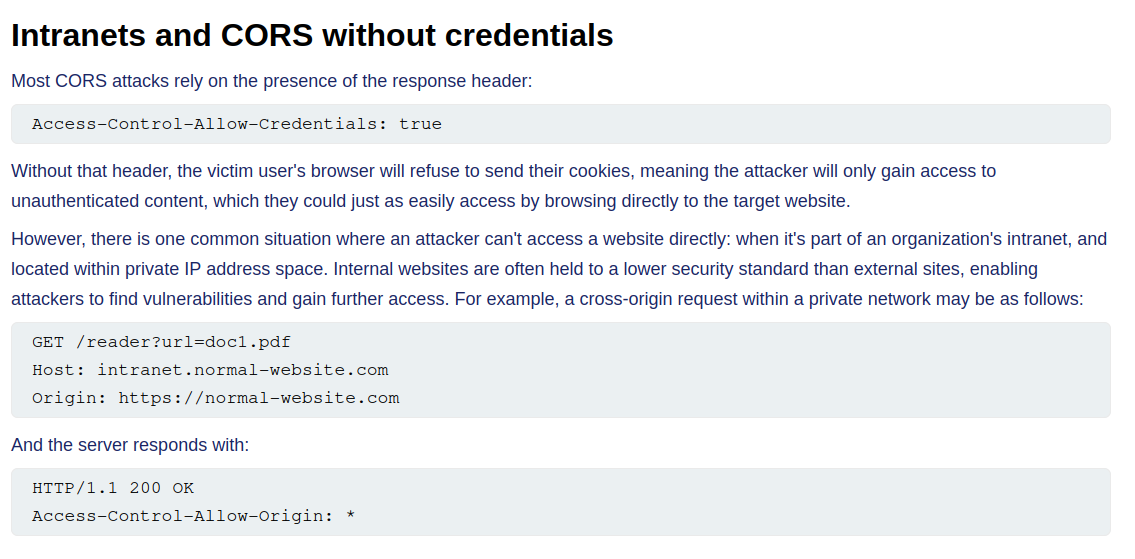 Intranets and CORS without credentials
Most CORS attacks rely on the presence of the response header:
Access-Control-Allow-Credentials: true
Without that header, the victim user's browser will refuse to send their cookies, meaning the attacker will only gain access to
unauthenticated content, which they could just as easily access by browsing directly to the target website.
However, there is one common situation where an attacker can't access a website directly: when it's part of an organization's intranet, and
located within private IP address space. Internal websites are often held to a lower security standard than external sites, enabling
attackers to find vulnerabilities and gain further access. For example, a cross-origin request within a private network may be as follows:
GET /reader?url=doc1.pdf
Host: intranet.normal-website.com
Origin: https://normal-website.com
And the server responds with:
HTTP/1.1 200 OK
Access-Control-Allow-Origin: *